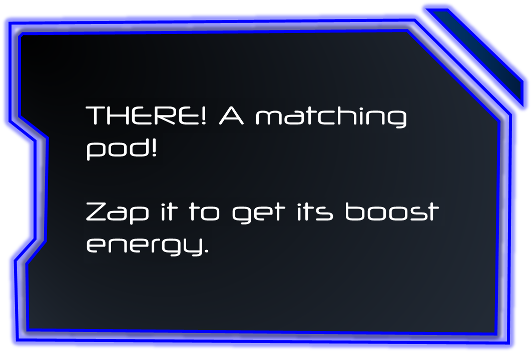 THERE! A matching
pod!
Zap it to get its boost
energy.